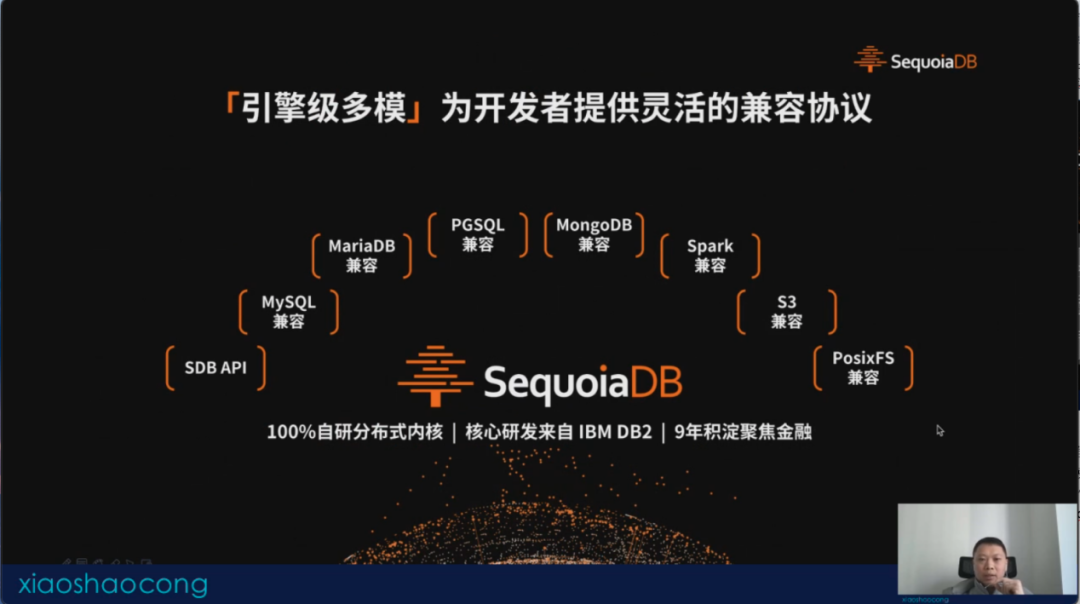 SequoiaDB
「引擎级多模」为开发者提供灵活的兼容协议
PGSQL
兼容
MongoDB
兼容
MariaDB
兼容
Spark
兼容
MySQL
兼容
S3
兼容
SDB API
PosixFS
兼容
SequoiaDB
100%自研分布式内核 | 核心研发来自 IBM DB2 | 9年积淀聚焦金融
xiaoshaocong
xiaoshaocong